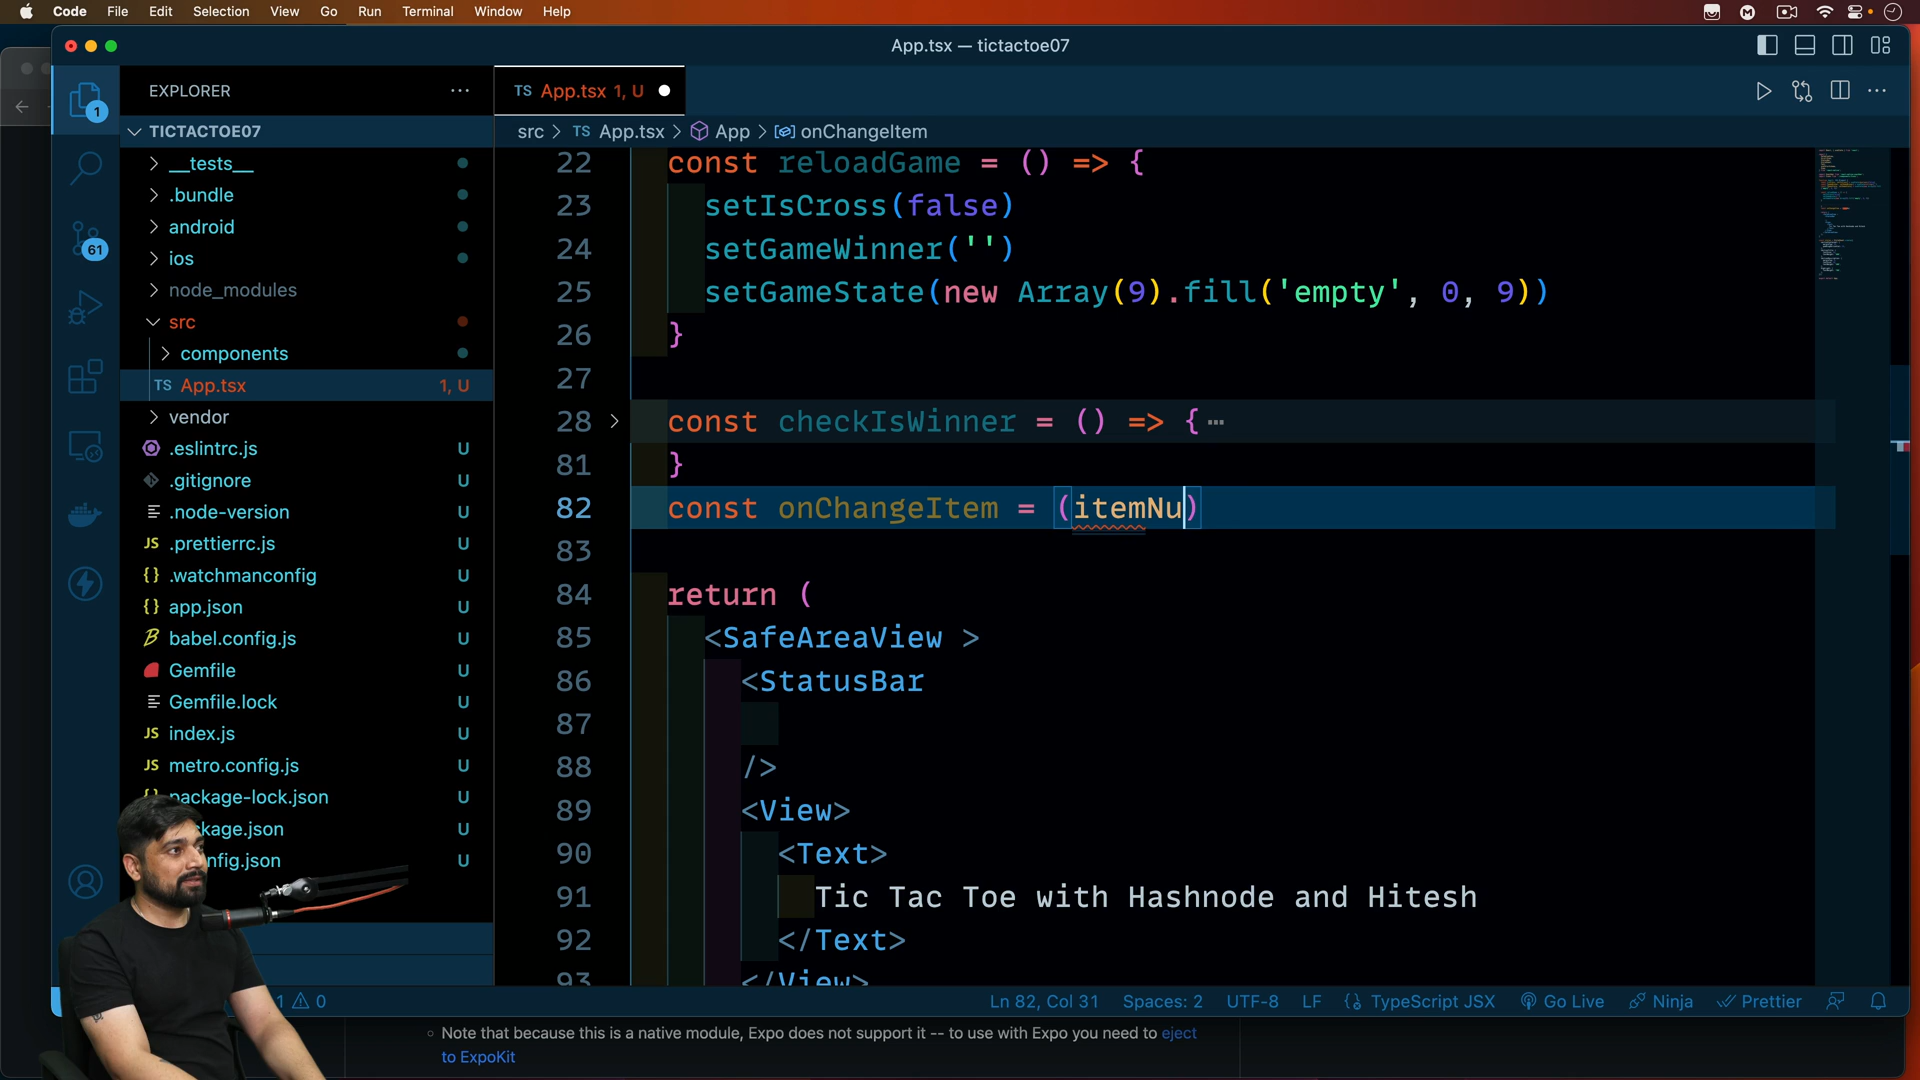 Code File Edit Selection View Go Run Terminal Window Help
App.tsx — tictactoe07
EXPLORER
TS App.tsx 1, U
TICTACTOE07
src > TS App.tsx > App > onChangeItem
__tests__
.bundle
android
ios
node_modules
src
components
TS App.tsx 1, U
vendor
.eslintrc.js U
.gitignore U
.node-version U
JS .prettierrc.js U
{} .watchmanconfig U
{} app.json U
babel.config.js U
Gemfile U
Gemfile.lock U
JS index.js U
JS metro.config.js U
package-lock.json U
ckage.json U
nfig.json U
1
61
22 const reloadGame = () => {
23 setIsCross(false)
24 setGameWinner('')
25 setGameState(new Array(9).fill('empty', 0, 9))
26 }
27
28 const checkIsWinner = () => {…
81 }
82 const onChangeItem = (itemNu)
83
84 return (
85 <SafeAreaView >
86 <StatusBar
87
88 />
89 <View>
90 <Text>
91 Tic Tac Toe with Hashnode and Hitesh
92 </Text>
93 </View>
1 0 Ln 82, Col 31 Spaces: 2 UTF-8 LF TypeScript JSX Go Live Ninja Prettier
Note that because this is a native module, Expo does not support it -- to use with Expo you need to eject
to ExpoKit